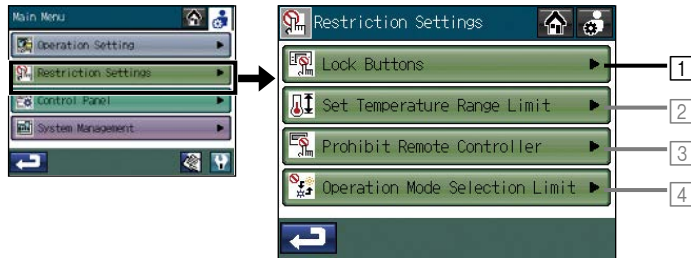 Main Menu
Operation Setting
Restriction Settings
Control Panel
System Management
Restriction Settings
Lock Buttons
Set Temperature Range Limit
Prohibit Remote Controller
Operation Mode Selection Limit
1
2
3
4